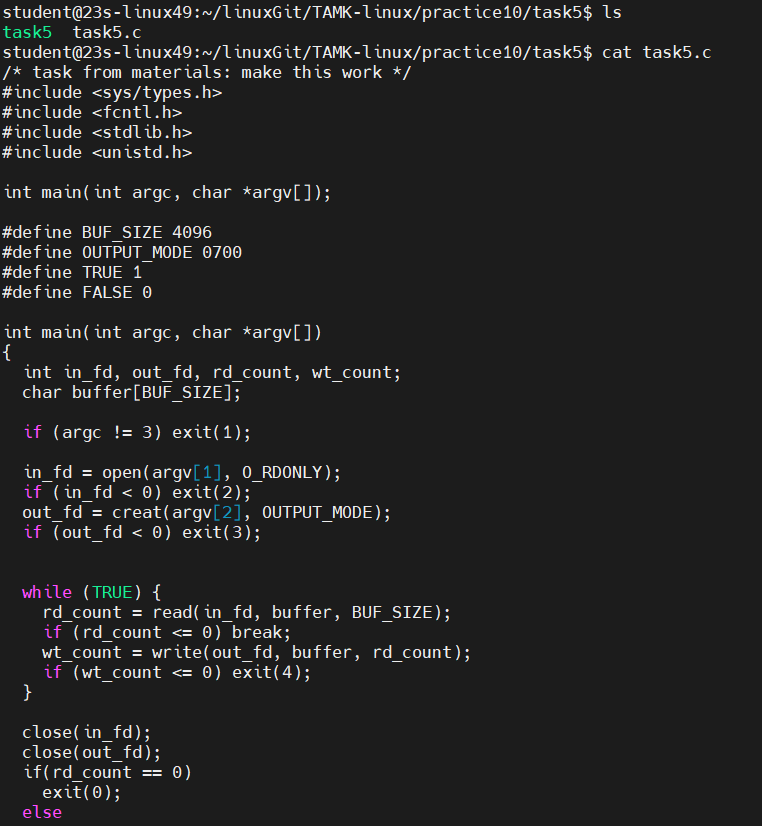 student@23s-linux49:~/linuxGit/TAMK-linux/practice10/task5$ ls
task5  task5.c
student@23s-linux49:~/linuxGit/TAMK-linux/practice10/task5$ cat task5.c
/* task from materials: make this work */
#include <sys/types.h>
#include <fcntl.h>
#include <stdlib.h>
#include <unistd.h>

int main(int argc, char *argv[]);

#define BUF_SIZE 4096
#define OUTPUT_MODE 0700
#define TRUE 1
#define FALSE 0

int main(int argc, char *argv[])
{
  int in_fd, out_fd, rd_count, wt_count;
  char buffer[BUF_SIZE];

  if (argc != 3) exit(1);

  in_fd = open(argv[1], O_RDONLY);
  if (in_fd < 0) exit(2);
  out_fd = creat(argv[2], OUTPUT_MODE);
  if (out_fd < 0) exit(3);


  while (TRUE) {
    rd_count = read(in_fd, buffer, BUF_SIZE);
    if (rd_count <= 0) break;
    wt_count = write(out_fd, buffer, rd_count);
    if (wt_count <= 0) exit(4);
  }

  close(in_fd);
  close(out_fd);
  if(rd_count == 0)
    exit(0);
  else